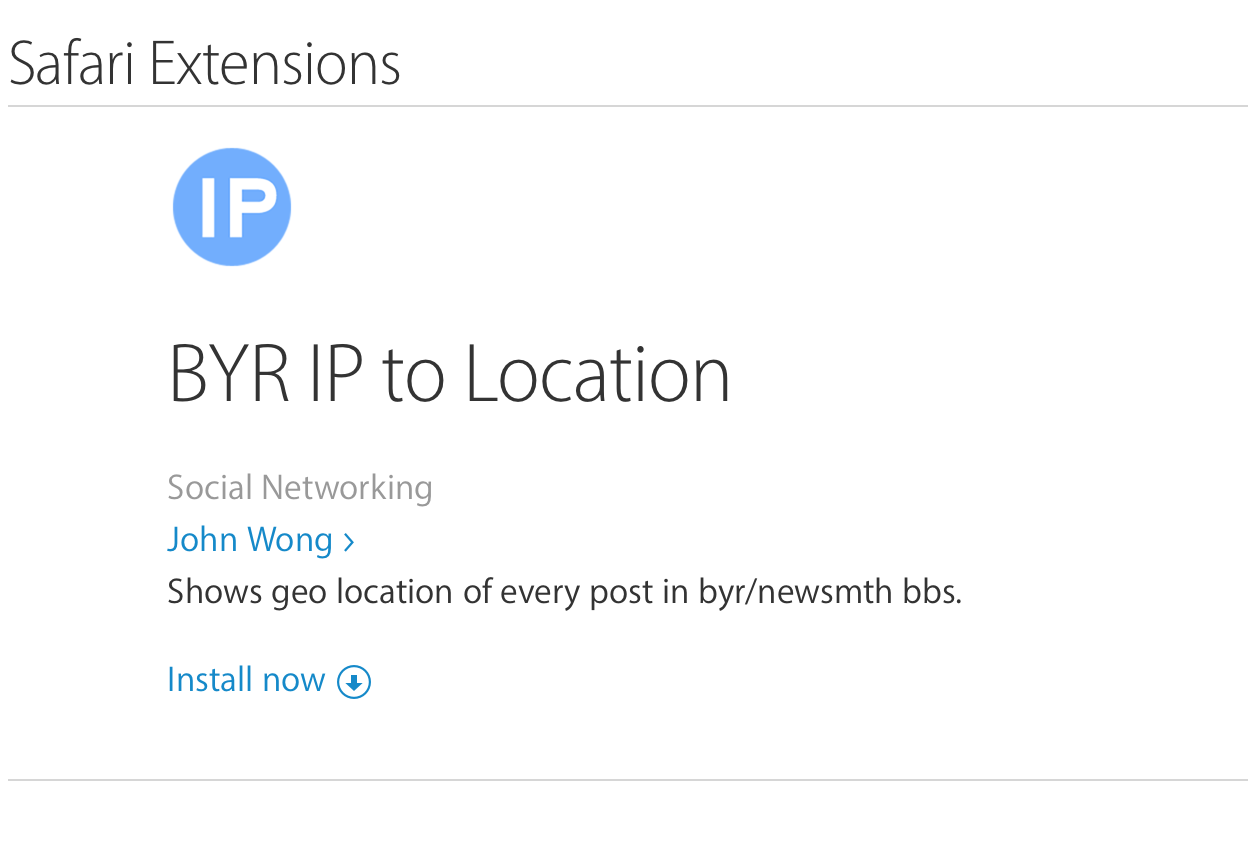 Safari Extensions
IP
BYR IP to Location
Social Networking
John Wong ›
Shows geo location of every post in byr/newsmth bbs.
Install now